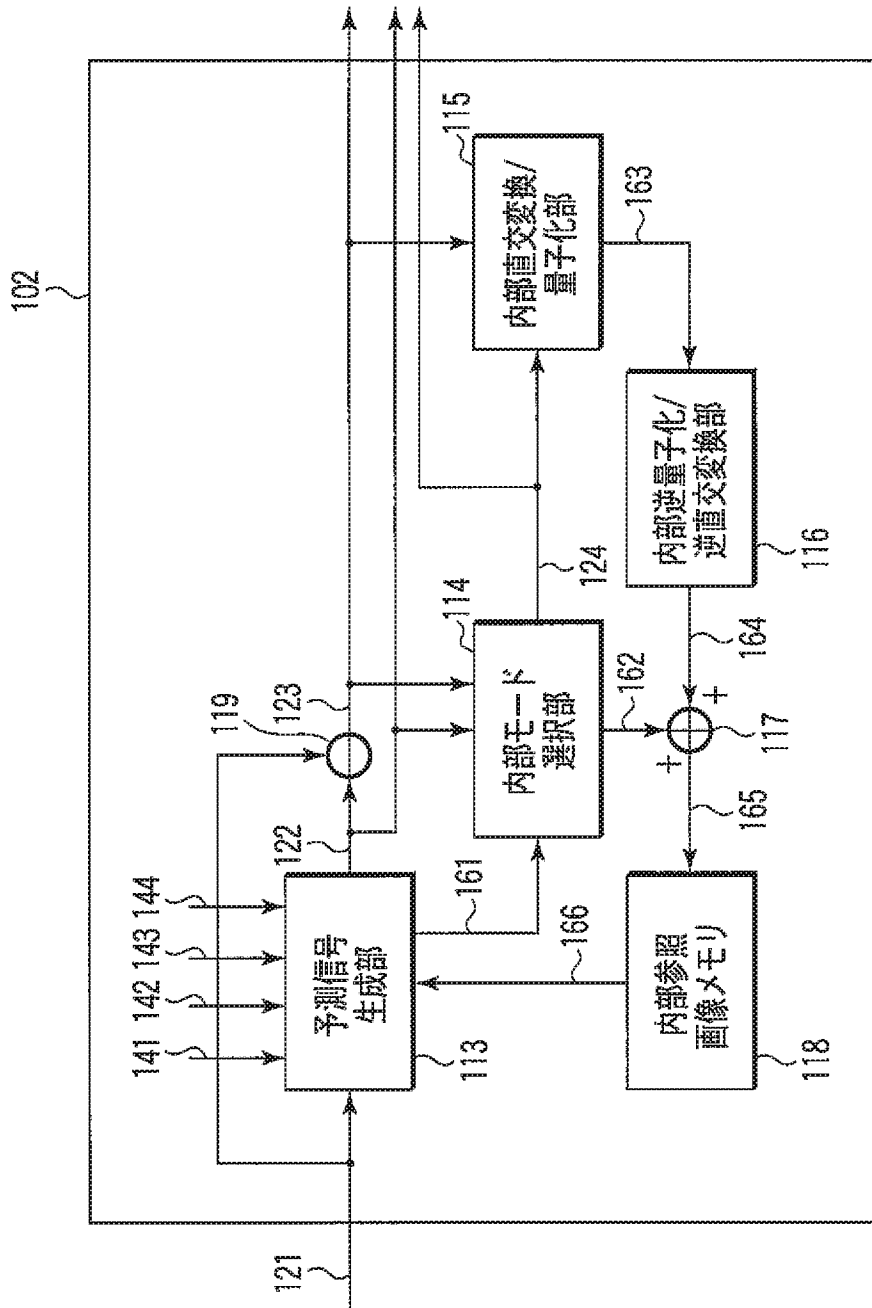 102
121
141
142
143
144
予測信号
生成部
113
122
119
123
161
内部モード
選択部
114
124
162
内部直交変換/
量子化部
115
163
内部逆量子化/
逆直交変換部
116
164
+
+
117
165
内部参照
画像メモリ
118
166